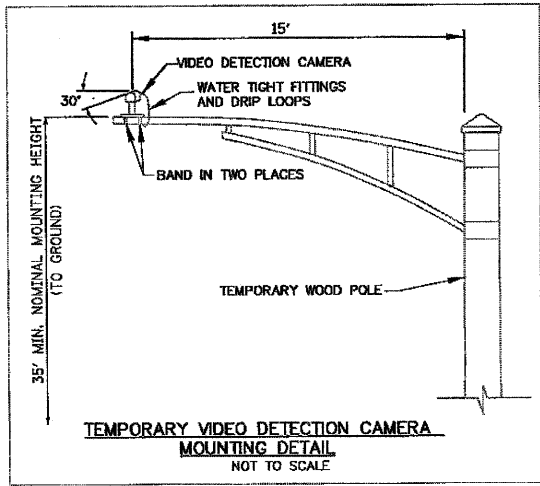 15'
VIDEO DETECTION CAMERA
WATER TIGHT FITTINGS
AND DRIP LOOPS
30°
BAND IN TWO PLACES
35' MIN. NOMINAL MOUNTING HEIGHT
(TO GROUND)
TEMPORARY WOOD POLE
TEMPORARY VIDEO DETECTION CAMERA
MOUNTING DETAIL
NOT TO SCALE